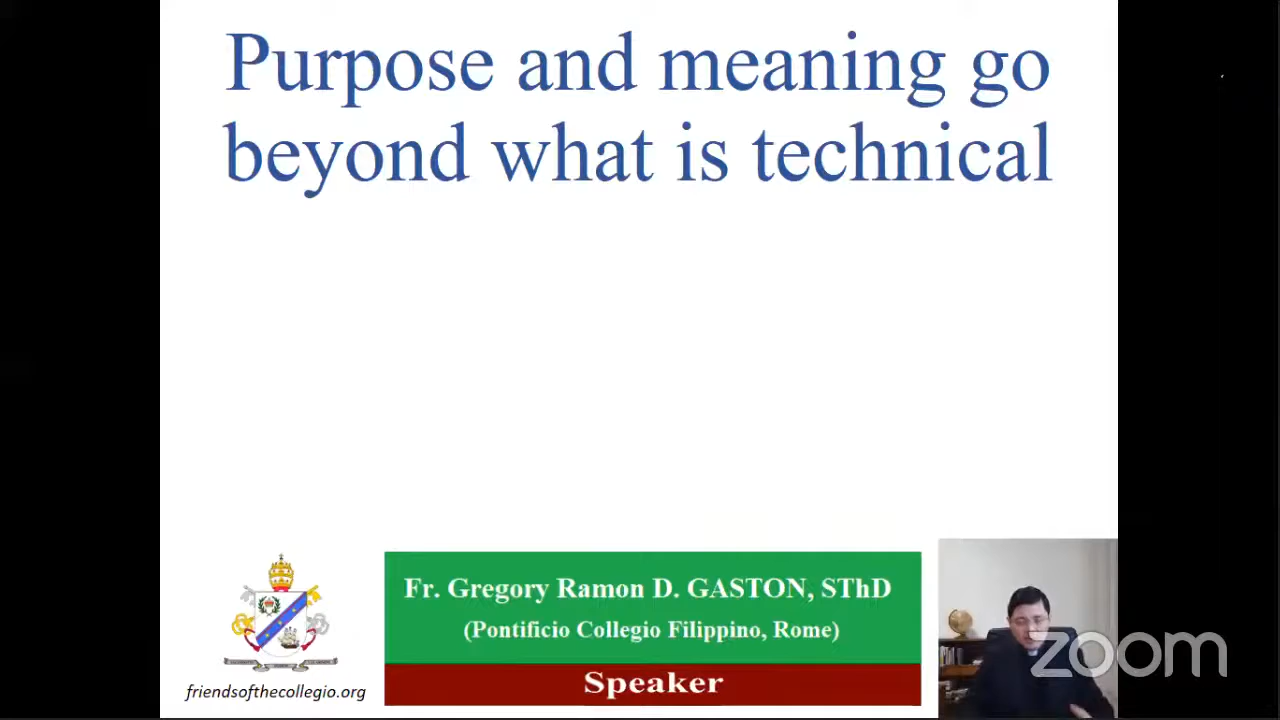 Purpose and meaning go
beyond what is technical
Fr. Gregory Ramon D. GASTON, SThD
(Pontificio Collegio Filippino, Rome)
Speaker
friendsofthecollegio.org
zoom